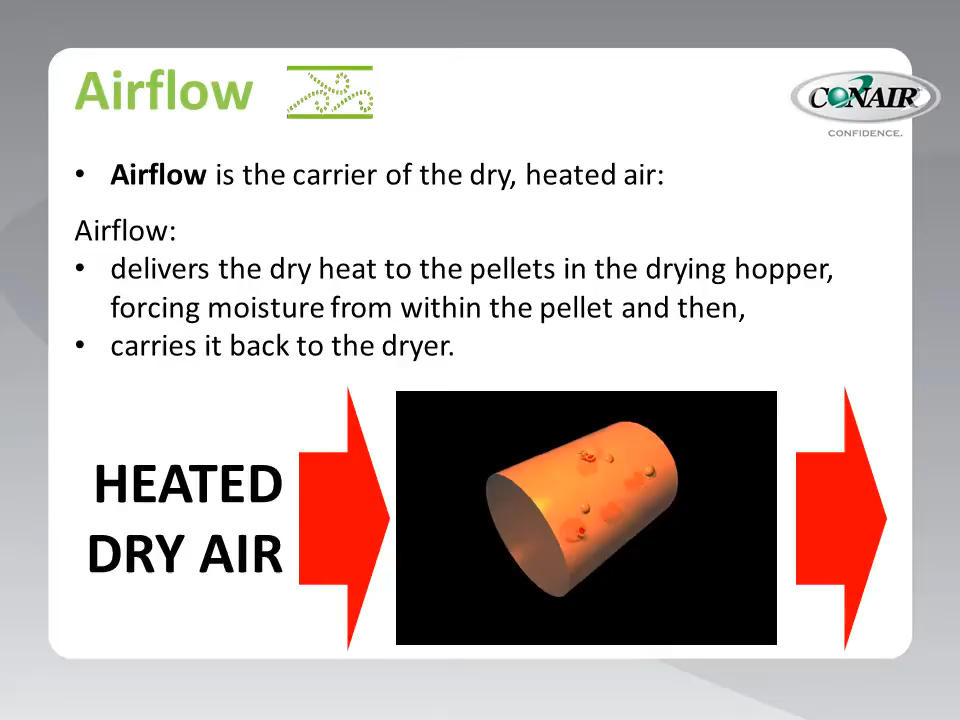 Airflow
CONAIR
CONFIDENCE.
• Airflow is the carrier of the dry, heated air:
Airflow:
• delivers the dry heat to the pellets in the drying hopper,
forcing moisture from within the pellet and then,
• carries it back to the dryer.
HEATED
DRY AIR